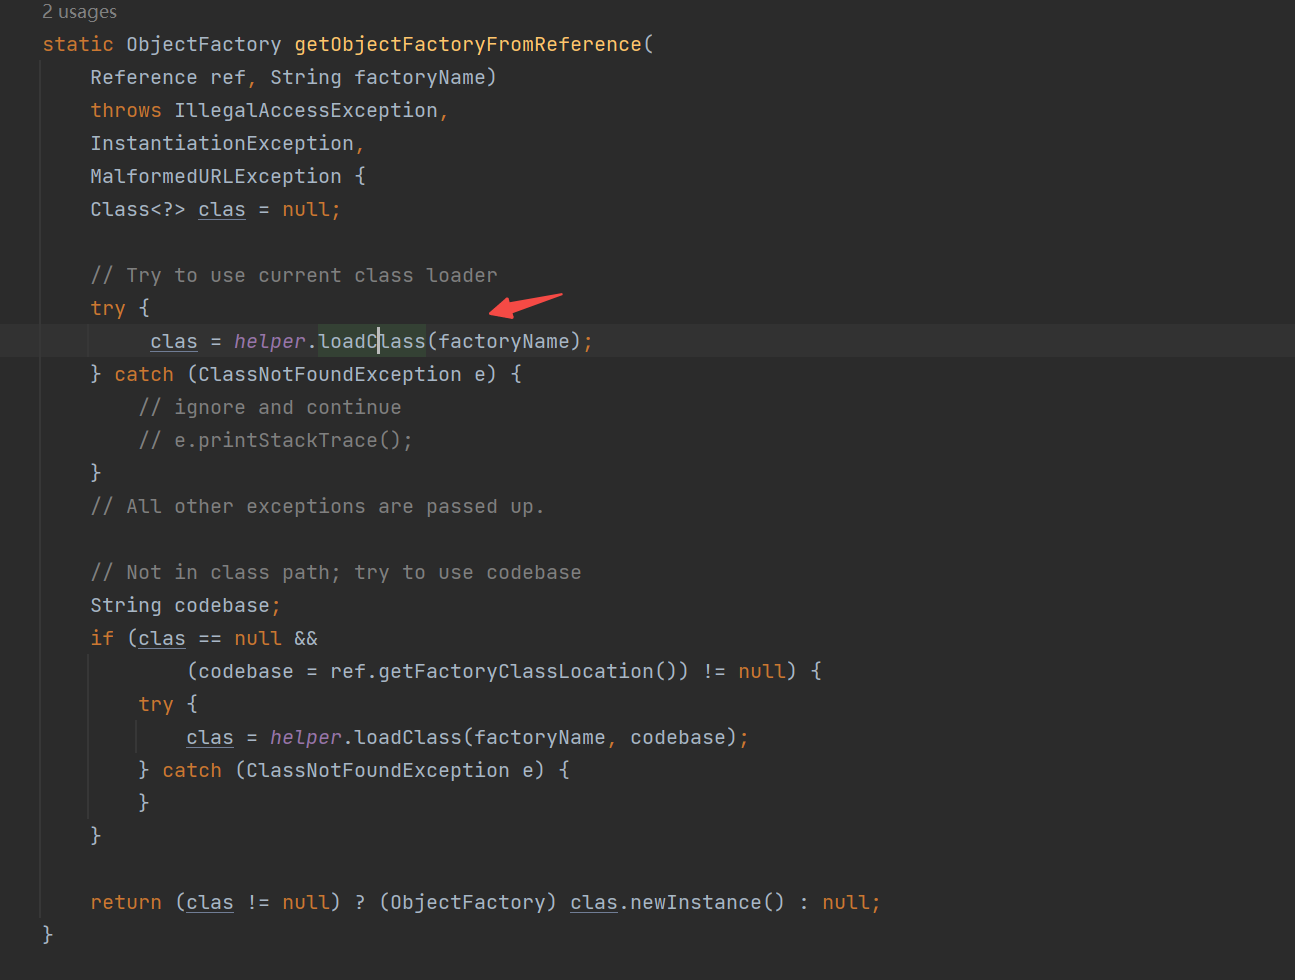 2 usages
static ObjectFactory getObjectFactoryFromReference(
    Reference ref, String factoryName)
    throws IllegalAccessException,
    InstantiationException,
    MalformedURLException {
    Class<?> clas = null;

    // Try to use current class loader
    try {
         clas = helper.loadClass(factoryName);
    } catch (ClassNotFoundException e) {
        // ignore and continue
        // e.printStackTrace();
    }
    // All other exceptions are passed up.

    // Not in class path; try to use codebase
    String codebase;
    if (clas == null &&
            (codebase = ref.getFactoryClassLocation()) != null) {
        try {
            clas = helper.loadClass(factoryName, codebase);
        } catch (ClassNotFoundException e) {
        }
    }

    return (clas != null) ? (ObjectFactory) clas.newInstance() : null;
}